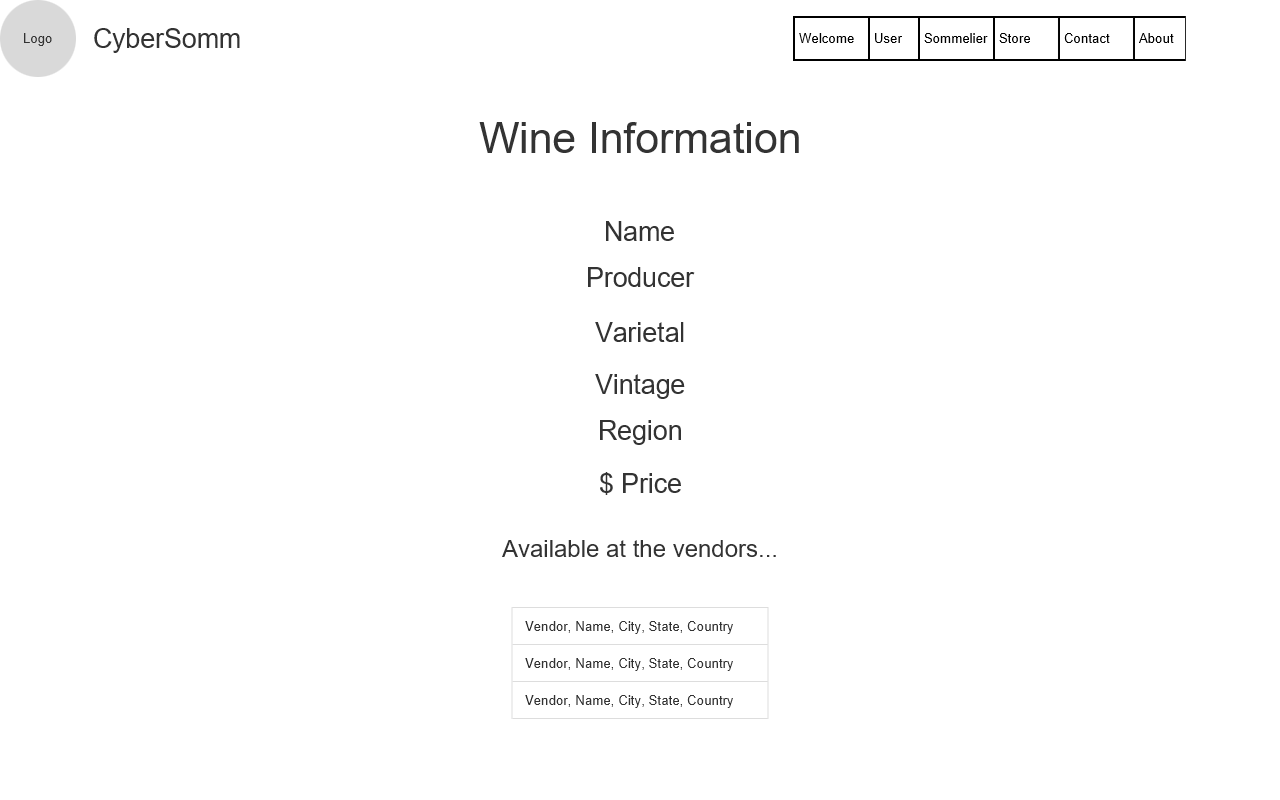 Logo
CyberSomm
Welcome User Sommelier Store Contact About
Wine Information
Name
Producer
Varietal
Vintage
Region
$ Price
Available at the vendors...
Vendor, Name, City, State, Country
Vendor, Name, City, State, Country
Vendor, Name, City, State, Country